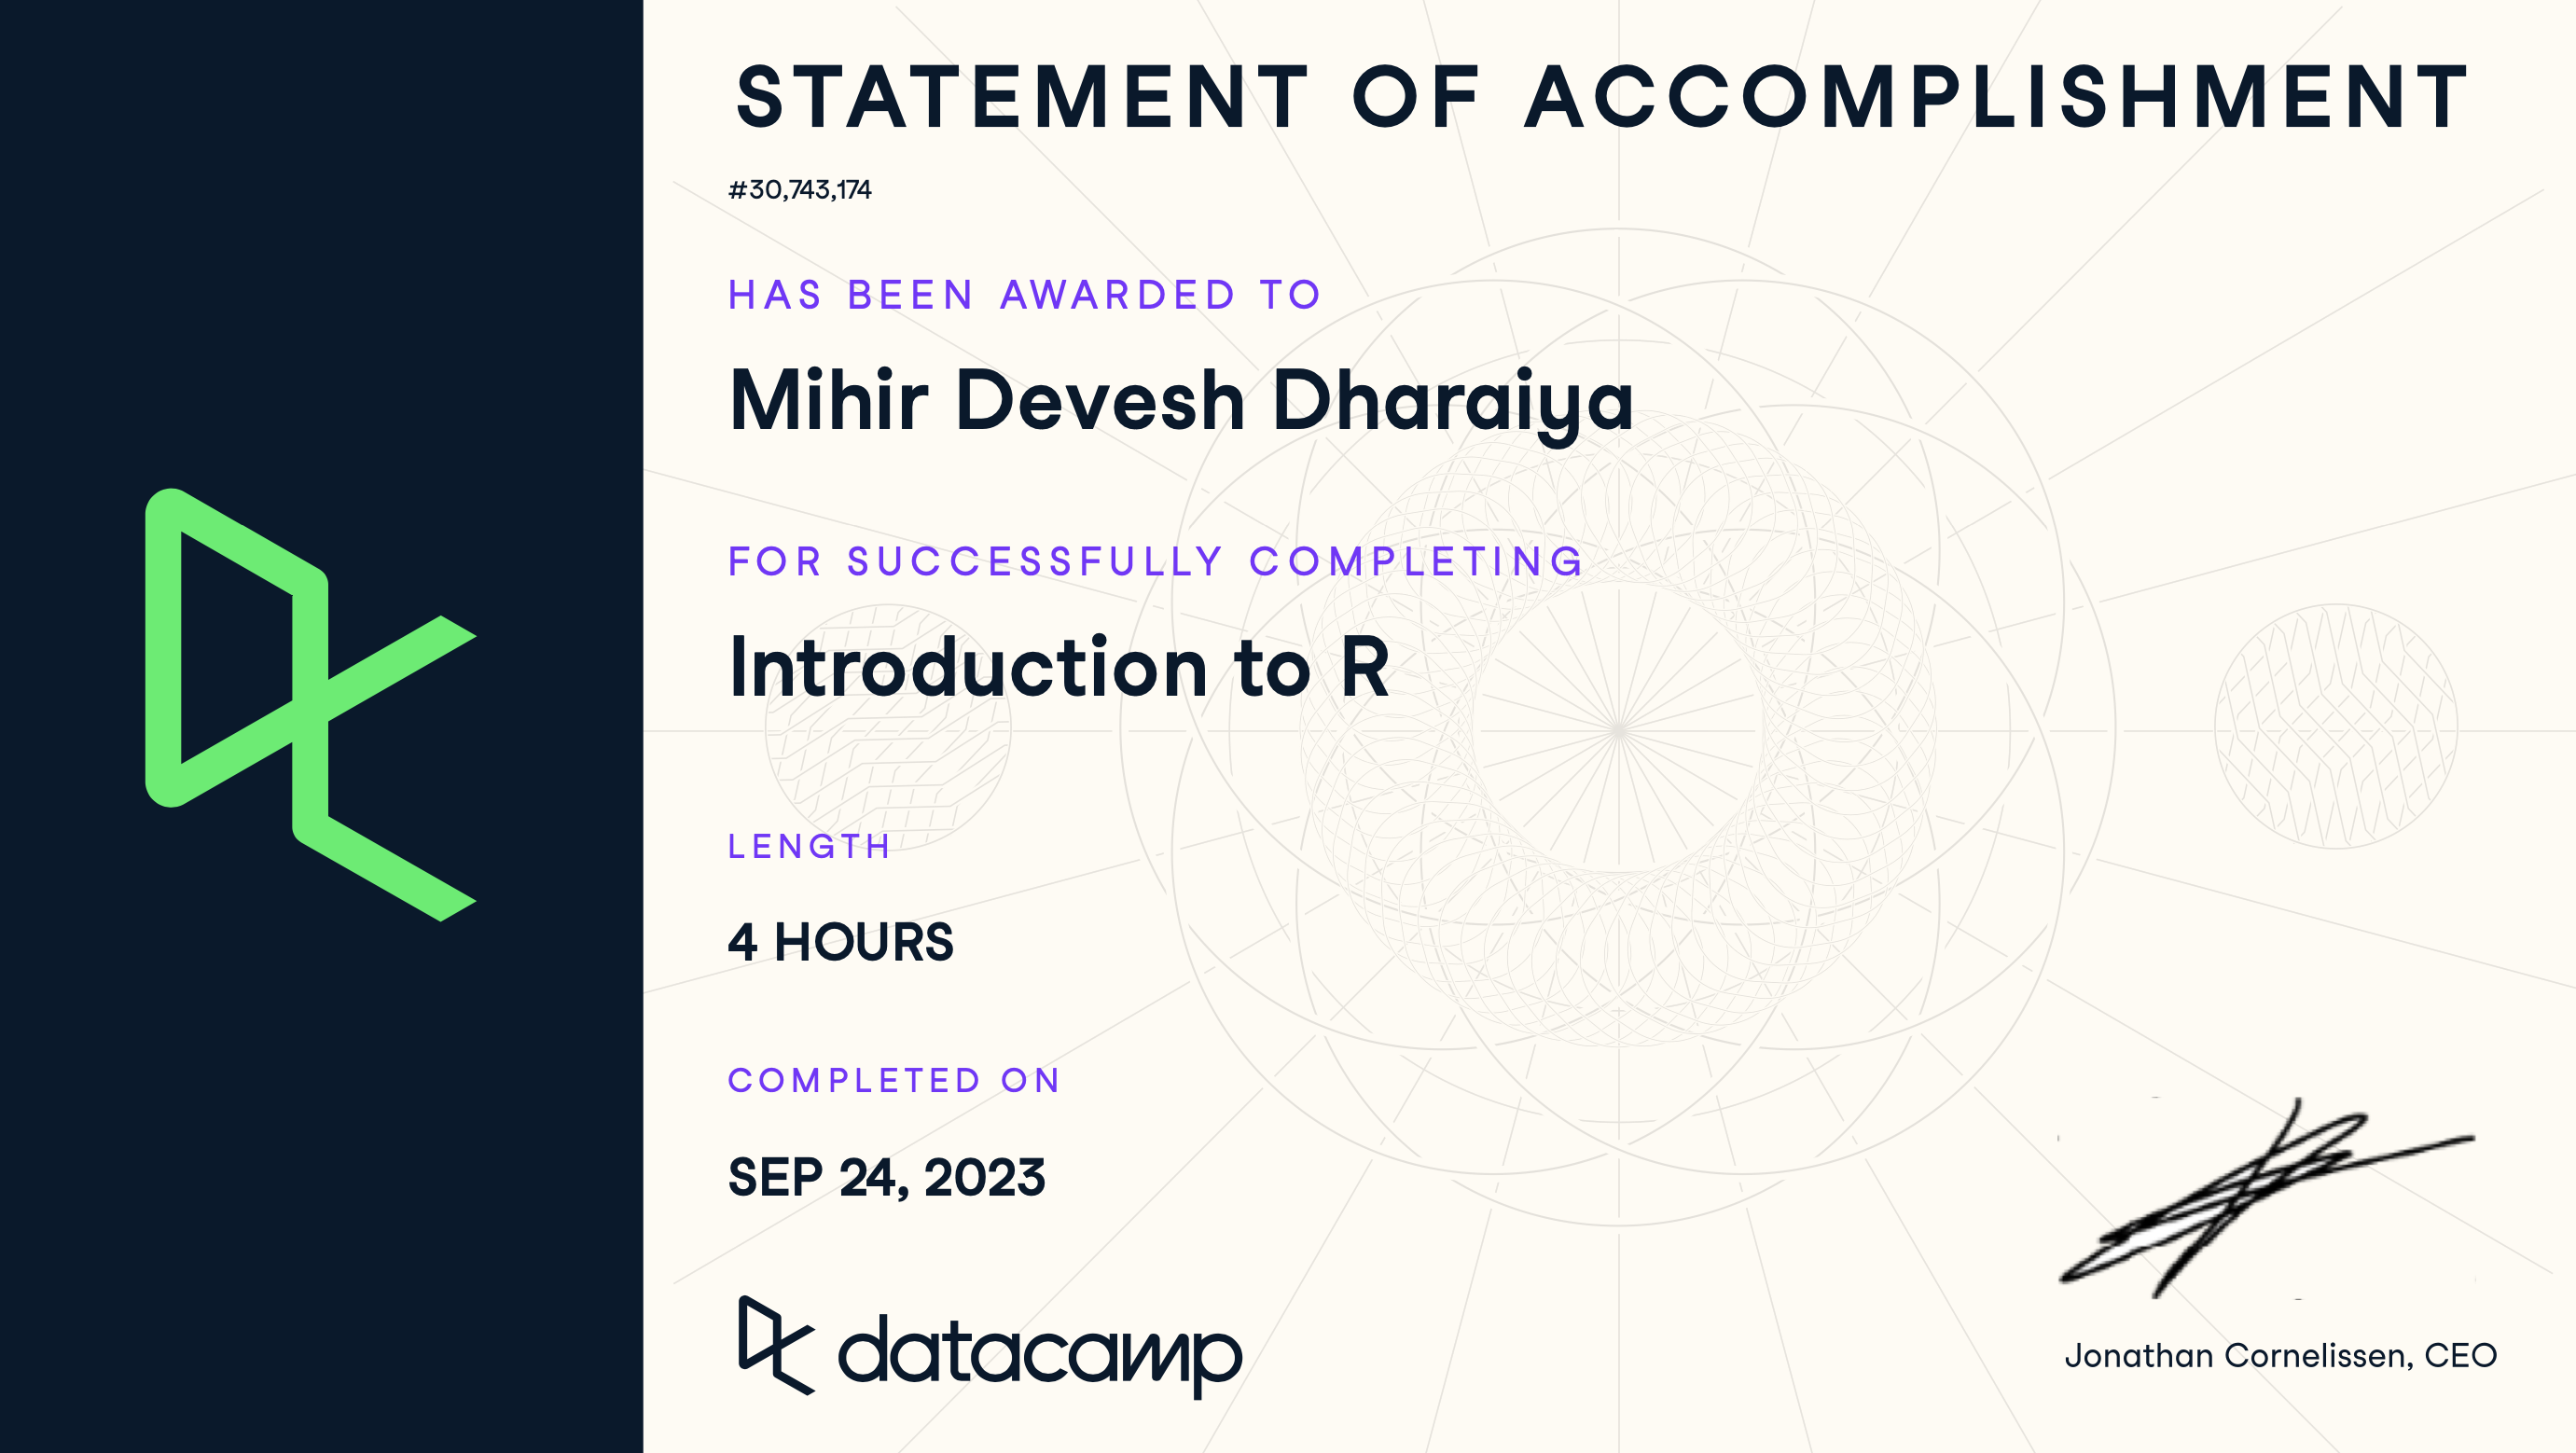 STATEMENT OF ACCOMPLISHMENT
#30,743,174
HAS BEEN AWARDED TO
Mihir Devesh Dharaiya
FOR SUCCESSFULLY COMPLETING
Introduction to R
LENGTH
4 HOURS
COMPLETED ON
SEP 24, 2023
datacamp
Jonathan Cornelissen, CEO